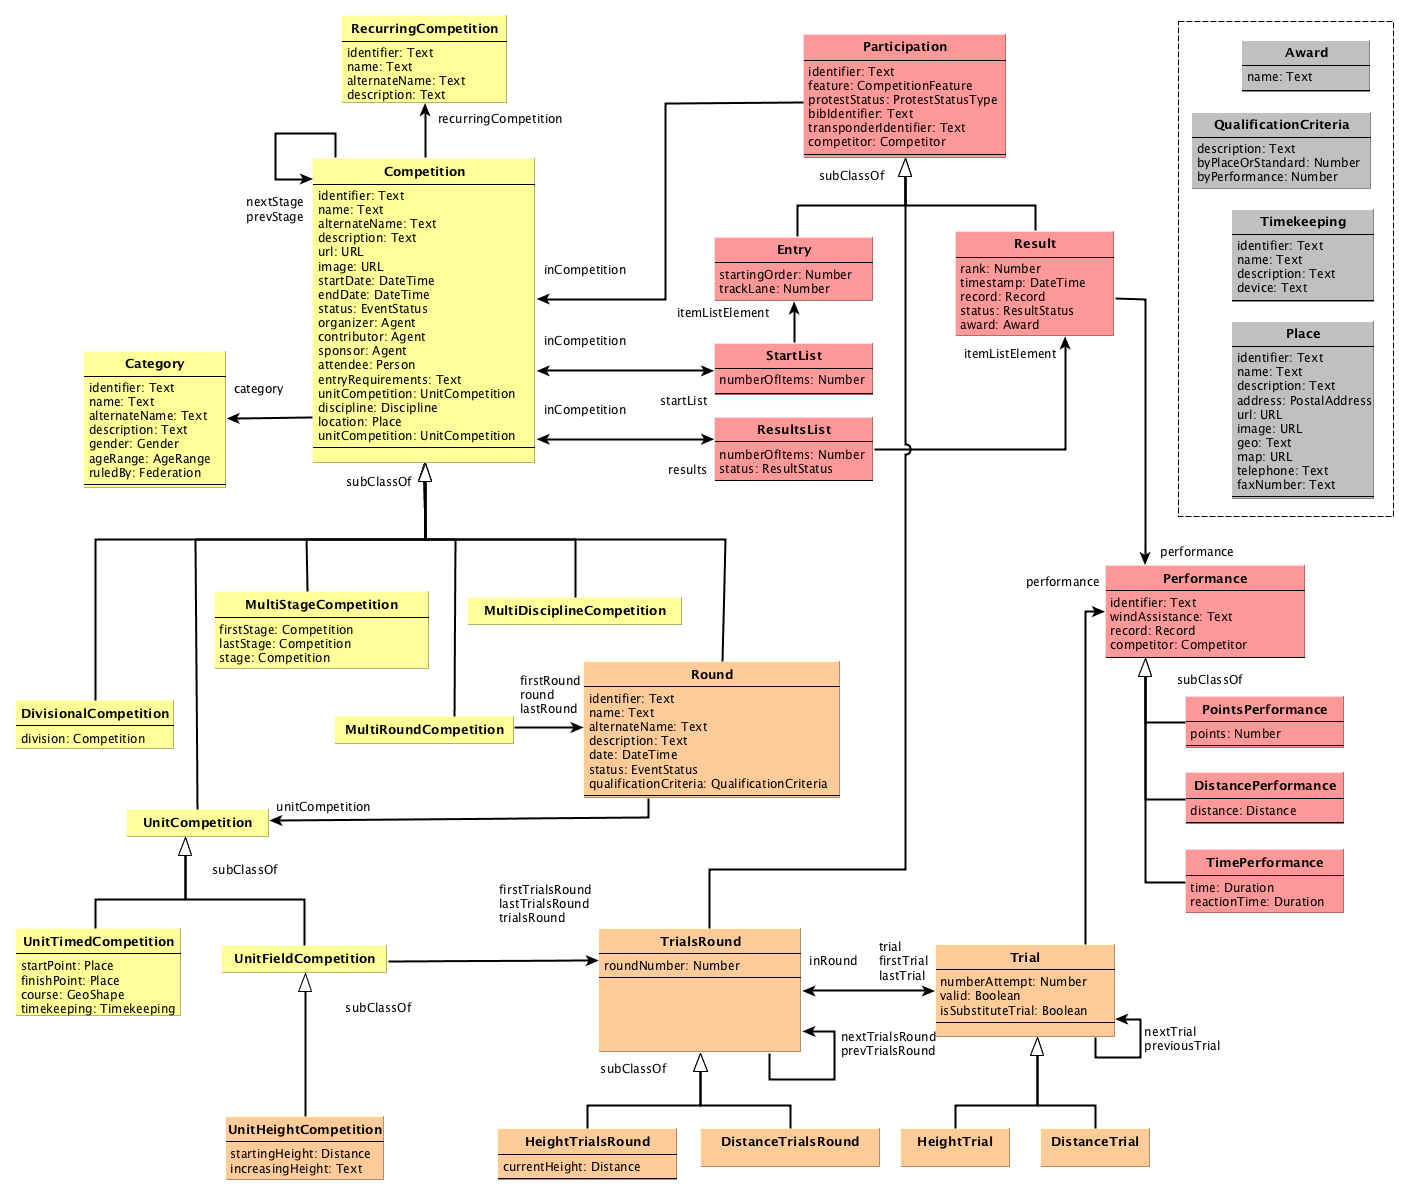 RecurringCompetition
identifier: Text
name: Text
alternateName: Text
description: Text
recurringCompetition
nextStage
prevStage
Competition
identifier: Text
name: Text
alternateName: Text
description: Text
url: URL
image: URL
startDate: DateTime
endDate: DateTime
status: EventStatus
organizer: Agent
contributor: Agent
sponsor: Agent
attendee: Person
entryRequirements: Text
unitCompetition: UnitCompetition
discipline: Discipline
location: Place
unitCompetition: UnitCompetition
Category
identifier: Text
name: Text
alternateName: Text
description: Text
gender: Gender
ageRange: AgeRange
ruledBy: Federation
category
subClassOf
Participation
identifier: Text
feature: CompetitionFeature
protestStatus: ProtestStatusType
bibIdentifier: Text
transponderIdentifier: Text
competitor: Competitor
subClassOf
inCompetition
Entry
startingOrder: Number
trackLane: Number
itemListElement
inCompetition
StartList
numberOfItems: Number
startList
inCompetition
ResultsList
numberOfItems: Number
status: ResultStatus
results
Result
rank: Number
timestamp: DateTime
record: Record
status: ResultStatus
award: Award
itemListElement
Award
name: Text
QualificationCriteria
description: Text
byPlaceOrStandard: Number
byPerformance: Number
Timekeeping
identifier: Text
name: Text
description: Text
device: Text
Place
identifier: Text
name: Text
description: Text
address: PostalAddress
url: URL
image: URL
geo: Text
map: URL
telephone: Text
faxNumber: Text
performance
performance
Performance
identifier: Text
windAssistance: Text
record: Record
competitor: Competitor
subClassOf
PointsPerformance
points: Number
DistancePerformance
distance: Distance
TimePerformance
time: Duration
reactionTime: Duration
MultiStageCompetition
firstStage: Competition
lastStage: Competition
stage: Competition
MultiDisciplineCompetition
DivisionalCompetition
division: Competition
MultiRoundCompetition
firstRound
round
lastRound
Round
identifier: Text
name: Text
alternateName: Text
description: Text
date: DateTime
status: EventStatus
qualificationCriteria: QualificationCriteria
unitCompetition
UnitCompetition
subClassOf
UnitTimedCompetition
startPoint: Place
finishPoint: Place
course: GeoShape
timekeeping: Timekeeping
UnitFieldCompetition
subClassOf
firstTrialsRound
lastTrialsRound
trialsRound
TrialsRound
roundNumber: Number
inRound
trial
firstTrial
lastTrial
Trial
numberAttempt: Number
valid: Boolean
isSubstituteTrial: Boolean
nextTrialsRound
prevTrialsRound
nextTrial
previousTrial
subClassOf
UnitHeightCompetition
startingHeight: Distance
increasingHeight: Text
HeightTrialsRound
currentHeight: Distance
DistanceTrialsRound
HeightTrial
DistanceTrial